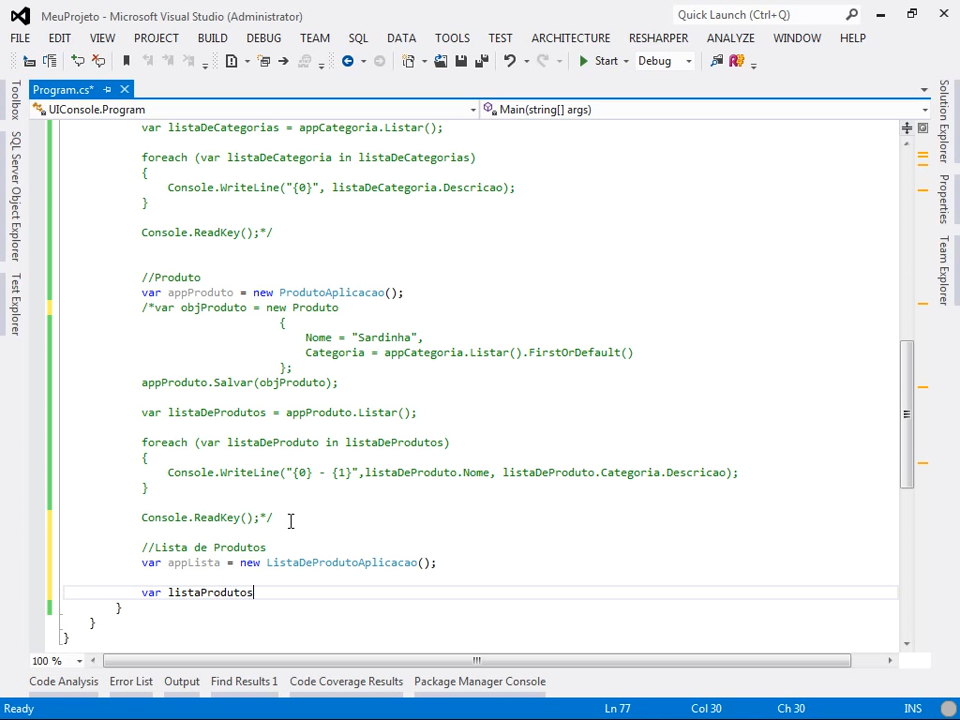 MeuProjeto - Microsoft Visual Studio (Administrator)
Quick Launch (Ctrl+Q)
FILE EDIT VIEW PROJECT BUILD DEBUG TEAM SQL DATA TOOLS TEST ARCHITECTURE RESHARPER ANALYZE WINDOW HELP
Start Debug
Program.cs*
UIConsole.Program
Main(string[] args)
var listaDeCategorias = appCategoria.Listar();
foreach (var listaDeCategoria in listaDeCategorias)
{
Console.WriteLine("{0}", listaDeCategoria.Descricao);
}
Console.ReadKey();*/
//Produto
var appProduto = new ProdutoAplicacao();
/*var objProduto = new Produto
{
Nome = "Sardinha",
Categoria = appCategoria.Listar().FirstOrDefault()
};
appProduto.Salvar(objProduto);
var listaDeProdutos = appProduto.Listar();
foreach (var listaDeProduto in listaDeProdutos)
{
Console.WriteLine("{0} - {1}",listaDeProduto.Nome, listaDeProduto.Categoria.Descricao);
}
Console.ReadKey();*/
//Lista de Produtos
var appLista = new ListaDeProdutoAplicacao();
var listaProdutos
}
}
}
Toolbox
SQL Server Object Explorer
Test Explorer
Solution Explorer
Properties
Team Explorer
100 %
Code Analysis Error List Output Find Results 1 Code Coverage Results Package Manager Console
Ready Ln 77 Col 30 Ch 30 INS